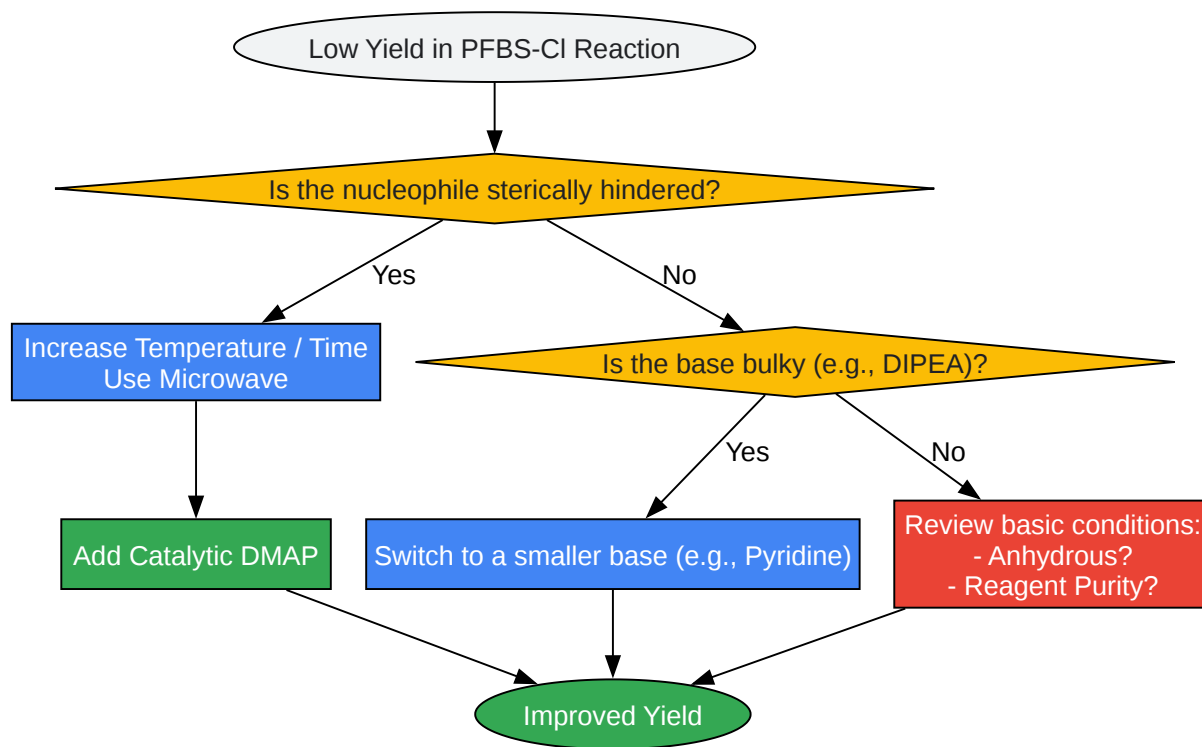 Low Yield in PFBS-Cl Reaction
Is the nucleophile sterically hindered?
Yes
No
Increase Temperature / Time
Use Microwave
Is the base bulky (e.g., DIPEA)?
Yes
No
Add Catalytic DMAP
Switch to a smaller base (e.g., Pyridine)
Review basic conditions:
- Anhydrous?
- Reagent Purity?
Improved Yield